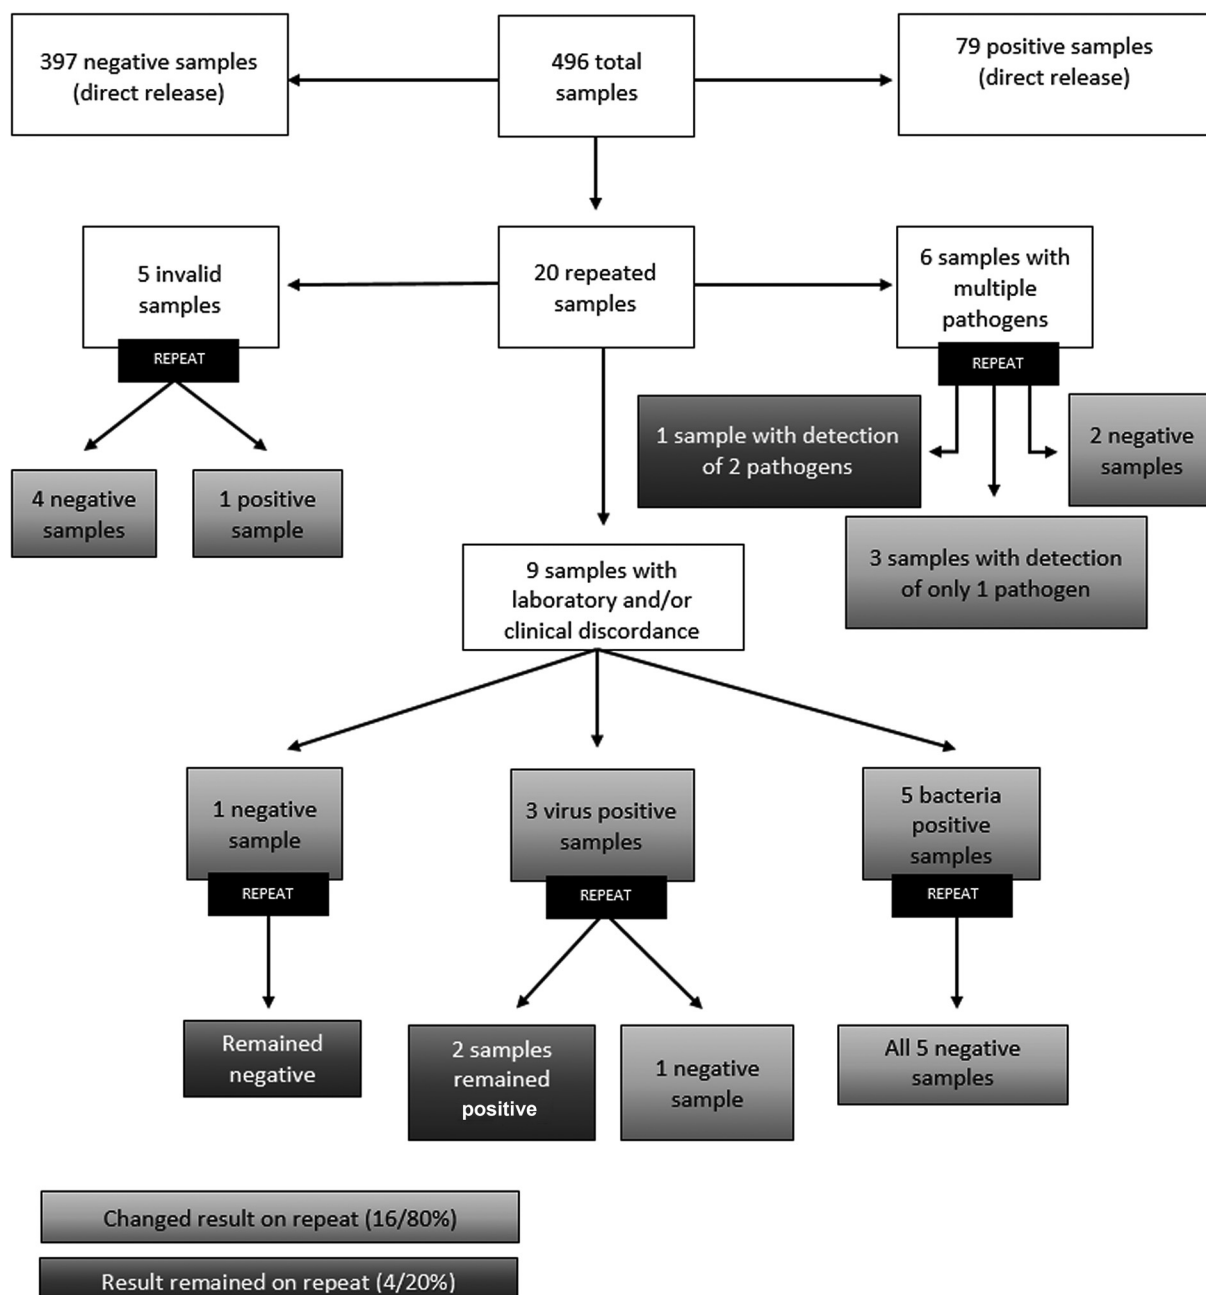 397 negative samples
(direct release)
496 total
samples
79 positive samples
(direct release)
5 invalid
samples
REPEAT
20 repeated
samples
6 samples with
multiple
pathogens
REPEAT
4 negative
samples
1 positive
sample
1 sample with detection
of 2 pathogens
2 negative
samples
3 samples with detection
of only 1 pathogen
9 samples with
laboratory and/or
clinical discordance
1 negative
sample
REPEAT
3 virus positive
samples
REPEAT
5 bacteria
positive
samples
REPEAT
Remained
negative
2 samples
remained
positive
1 negative
sample
All 5 negative
samples
Changed result on repeat (16/80%)
Result remained on repeat (4/20%)